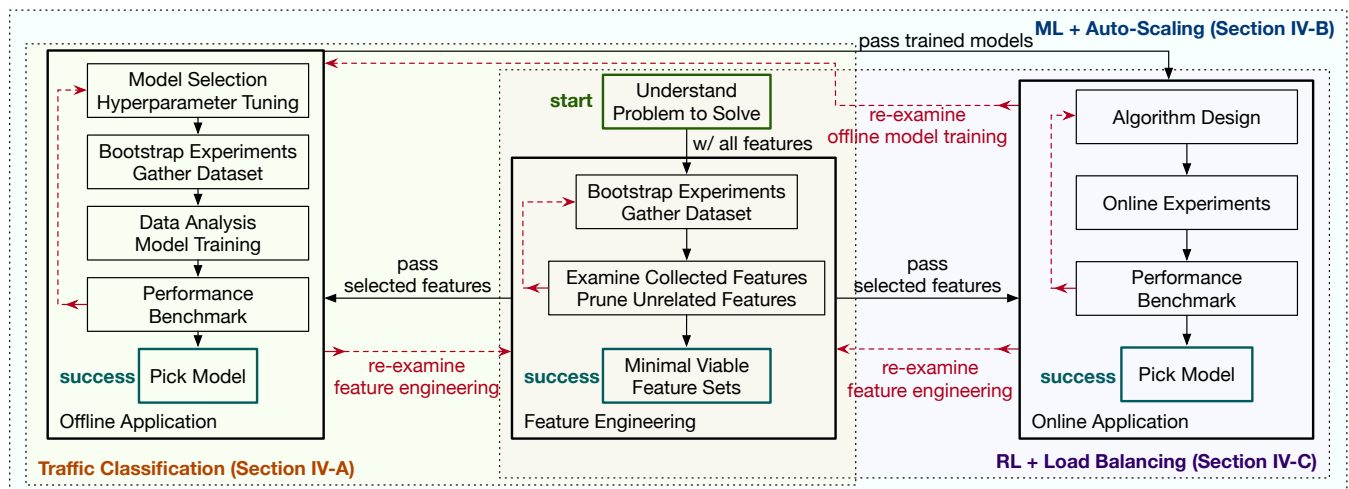 ML + Auto-Scaling (Section IV-B)
pass trained models
Model Selection
Hyperparameter Tuning
Bootstrap Experiments
Gather Dataset
Data Analysis
Model Training
Performance
Benchmark
success
Pick Model
Offline Application
Traffic Classification (Section IV-A)
pass
selected features
re-examine
feature engineering
start
Understand
Problem to Solve
w/ all features
Bootstrap Experiments
Gather Dataset
Examine Collected Features
Prune Unrelated Features
success
Minimal Viable
Feature Sets
Feature Engineering
re-examine
offline model training
pass
selected features
re-examine
feature engineering
Algorithm Design
Online Experiments
Performance
Benchmark
success
Pick Model
Online Application
RL + Load Balancing (Section IV-C)